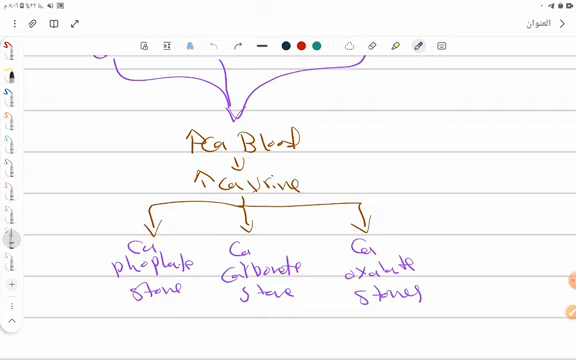 العنوان
↑Ca Blood
↑Ca Urine
Ca Ca Ca
phosphate carbonate oxalate
stone stone stones